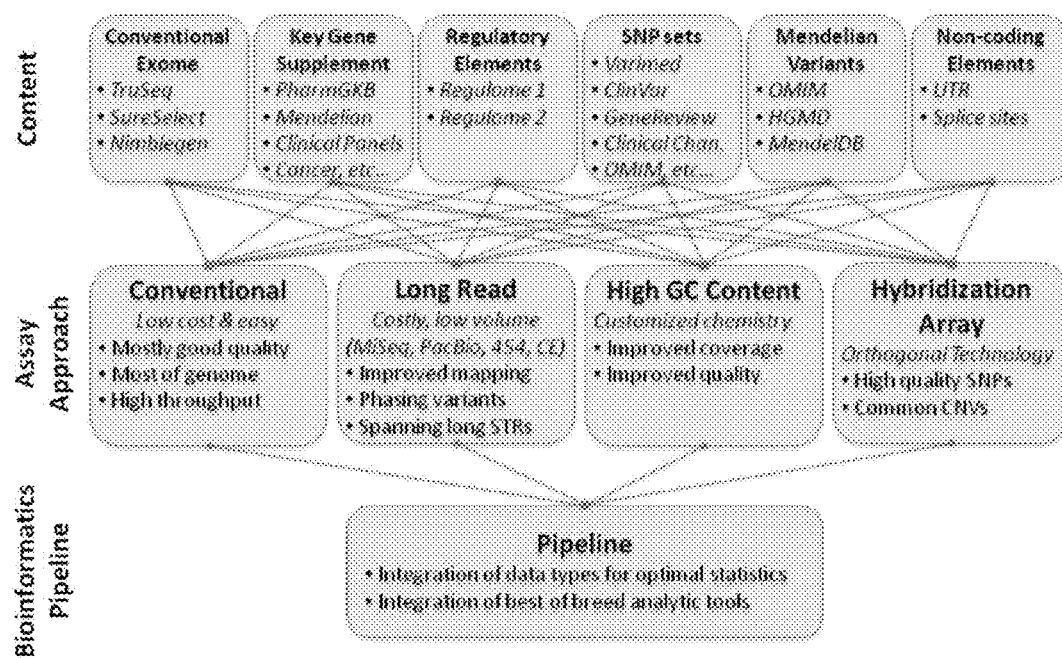 Content
Conventional
Exome
• TruSeq
• SureSelect
• Nimblegen
Key Gene
Supplement
• PharmGKB
• Mendelian
• Clinical Panels
• Cancer, etc...
Regulatory
Elements
• Regulome 1
• Regulome 2
SNP sets
• Varimed
• ClinVar
• GeneReview
• Clinical Chan.
• OMIM, etc...
Mendelian
Variants
• OMIM
• HGMD
• MendelDB
Non-coding
Elements
• UTR
• Splice sites
Assay
Approach
Conventional
Low cost & easy
• Mostly good quality
• Most of genome
• High throughput
Long Read
Costly, low volume
(MiSeq, PacBio, 454, CE)
• Improved mapping
• Phasing variants
• Spanning long STRs
High GC Content
Customized chemistry
• Improved coverage
• Improved quality
Hybridization
Array
Orthogonal Technology
• High quality SNPs
• Common CNVs
Bioinformatics
Pipeline
Pipeline
• Integration of data types for optimal statistics
• Integration of best of breed analytic tools